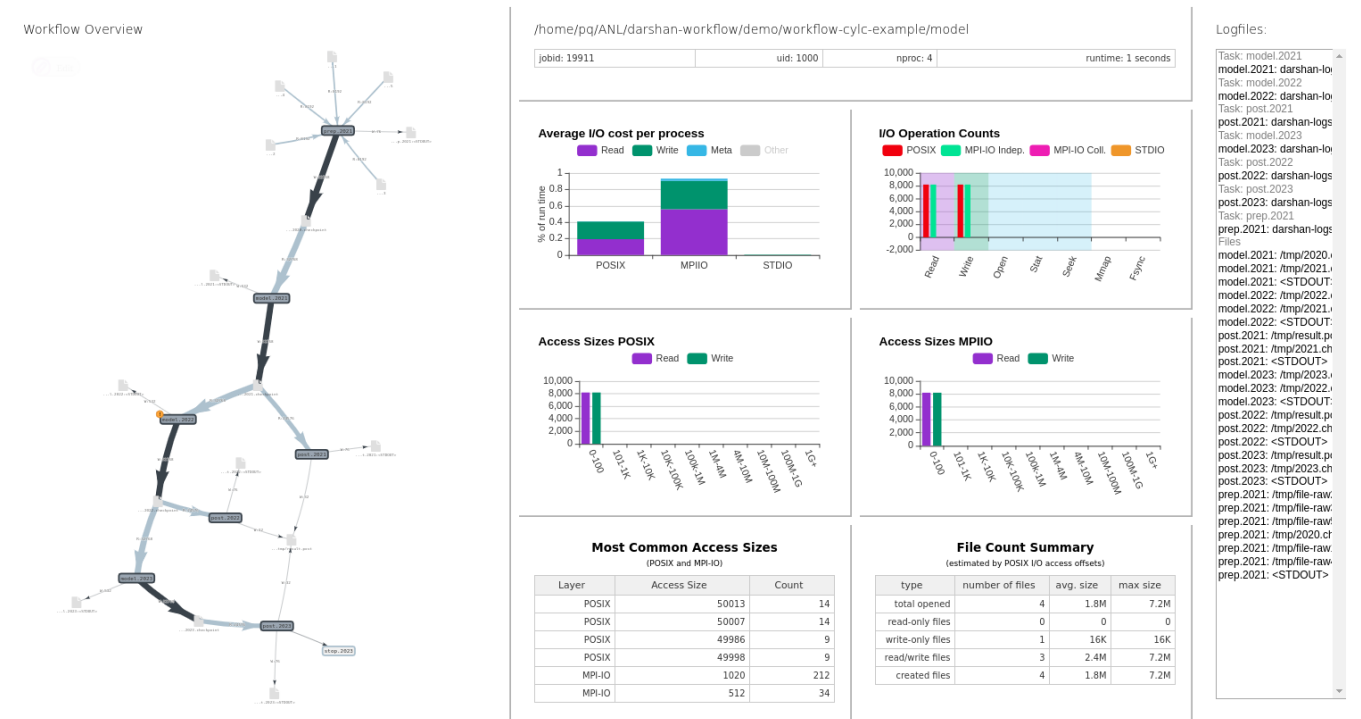 Workflow Overview
prep.2021
model.2021
model.2022
post.2021
post.2022
model.2023
post.2023
stop.2023
/home/pq/ANL/darshan-workflow/demo/workflow-cylc-example/model
jobid: 19911 uid: 1000 nproc: 4 runtime: 1 seconds
Average I/O cost per process
Read Write Meta Other
% of run time
1
0.8
0.6
0.4
0.2
0
POSIX MPIIO STDIO
I/O Operation Counts
POSIX MPI-IO Indep. MPI-IO Coll. STDIO
10,000
8,000
6,000
4,000
2,000
0
-2,000
Read Write Open Stat Seek Mmap Fsync
Access Sizes POSIX
Read Write
10,000
8,000
6,000
4,000
2,000
0
0-100 101-1K 1K-10K 10K-100K 100k-1M 1M-4M 4M-10M 10M-100M 100M-1G 1G+
Access Sizes MPIIO
Read Write
10,000
8,000
6,000
4,000
2,000
0
0-100 101-1K 1K-10K 10K-100K 100k-1M 1M-4M 4M-10M 10M-100M 100M-1G 1G+
Most Common Access Sizes
(POSIX and MPI-IO)
Layer Access Size Count
POSIX 50013 14
POSIX 50007 14
POSIX 49986 9
POSIX 49998 9
MPI-IO 1020 212
MPI-IO 512 34
File Count Summary
(estimated by POSIX I/O access offsets)
type number of files avg. size max size
total opened 4 1.8M 7.2M
read-only files 0 0 0
write-only files 1 16K 16K
read/write files 3 2.4M 7.2M
created files 4 1.8M 7.2M
Logfiles:
Task: model.2021
model.2021: darshan-log
Task: model.2022
model.2022: darshan-log
Task: post.2021
post.2021: darshan-logs
Task: model.2023
model.2023: darshan-log
Task: post.2022
post.2022: darshan-logs
Task: post.2023
post.2023: darshan-logs
Task: prep.2021
prep.2021: darshan-logs
Files
model.2021: /tmp/2020.c
model.2021: /tmp/2021.c
model.2021: <STDOUT>
model.2022: /tmp/2022.c
model.2022: /tmp/2021.c
model.2022: <STDOUT>
post.2021: /tmp/result.po
post.2021: /tmp/2021.ch
post.2021: <STDOUT>
model.2023: /tmp/2023.c
model.2023: /tmp/2022.c
model.2023: <STDOUT>
post.2022: /tmp/result.po
post.2022: /tmp/2022.ch
post.2022: <STDOUT>
post.2023: /tmp/result.po
post.2023: /tmp/2023.ch
post.2023: <STDOUT>
prep.2021: /tmp/file-raw
prep.2021: /tmp/file-raw
prep.2021: /tmp/file-raw
prep.2021: /tmp/2020.ch
prep.2021: /tmp/file-raw
prep.2021: /tmp/file-raw
prep.2021: <STDOUT>